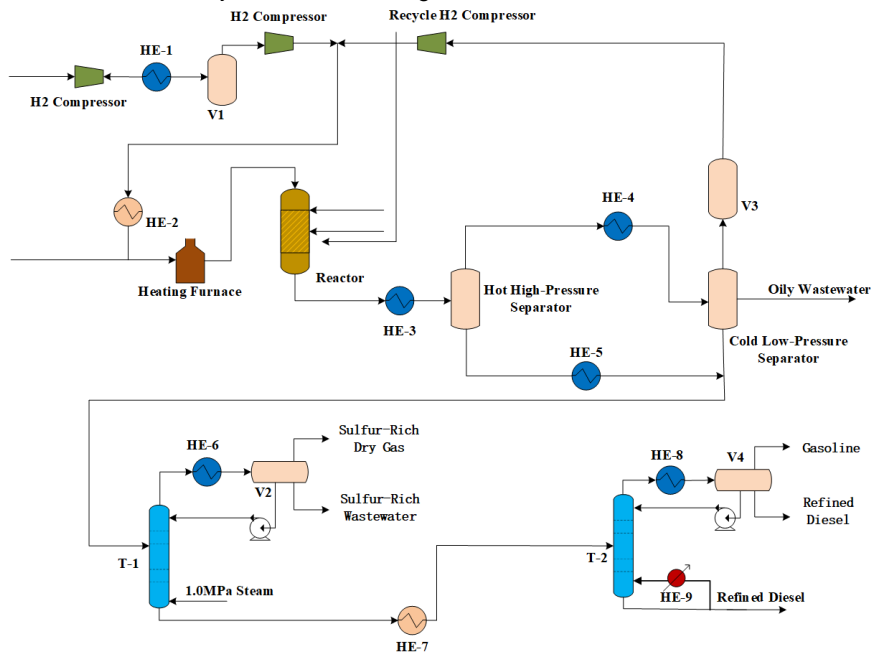 H2 Compressor
Recycle H2 Compressor
HE-1
H2 Compressor
V1
HE-2
HE-4
V3
Heating Furnace
Reactor
HE-3
Hot High-Pressure
Separator
Oily Wastewater
HE-5
Cold Low-Pressure
Separator
HE-6
Sulfur-Rich
Dry Gas
V2
Sulfur-Rich
Wastewater
HE-8
V4
Gasoline
Refined
Diesel
T-1
1.0MPa Steam
HE-7
T-2
HE-9
Refined Diesel